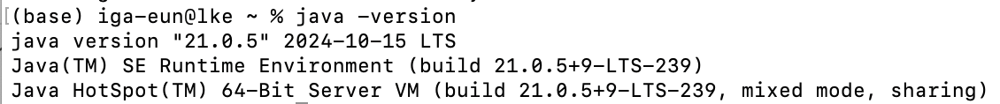 [(base) iga-eun@lke ~ % java -version
java version "21.0.5" 2024-10-15 LTS
Java(TM) SE Runtime Environment (build 21.0.5+9-LTS-239)
Java HotSpot(TM) 64-Bit Server VM (build 21.0.5+9-LTS-239, mixed mode, sharing)